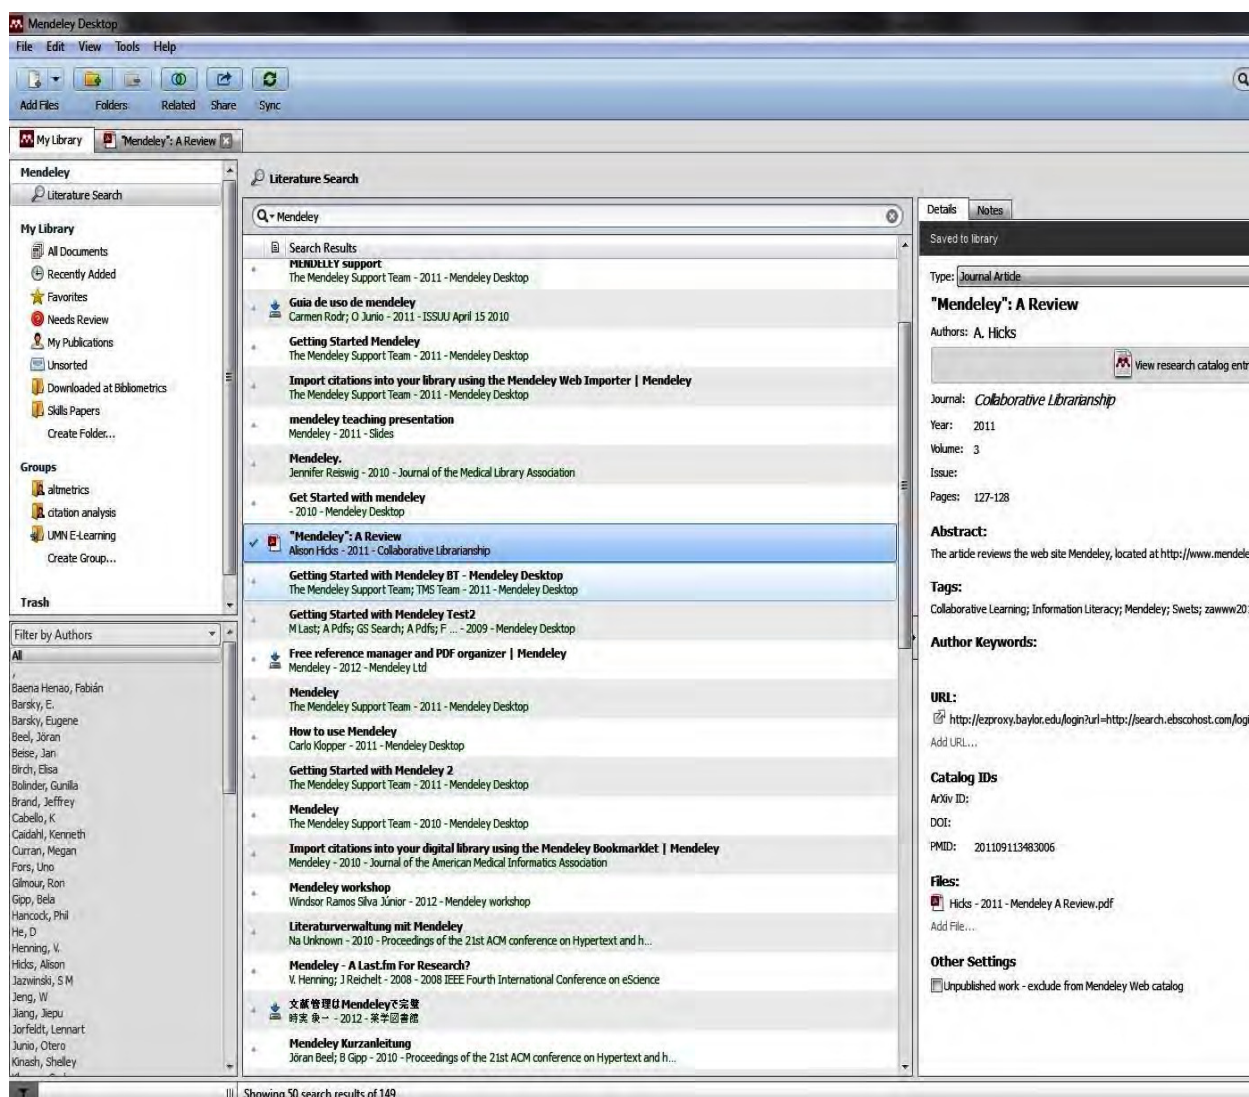 Mendeley Desktop
File Edit View Tools Help
Add Files Folders Related Share Sync
My Library "Mendeley": A Review
Mendeley
Literature Search
My Library
All Documents
Recently Added
Favorites
Needs Review
My Publications
Unsorted
Downloaded at Bibliometrics
Skills Papers
Create Folder...
Groups
altmetrics
citation analysis
UMN E-Learning
Create Group...
Trash
Filter by Authors
All
,
Baena Henao, Fabián
Barsky, E.
Barsky, Eugene
Beel, Jöran
Beise, Jan
Birch, Elisa
Bolinder, Gunilla
Brand, Jeffrey
Cabello, K
Caidahl, Kenneth
Curran, Megan
Fors, Uno
Gilmour, Ron
Gipp, Bela
Hancock, Phil
He, D
Henning, V.
Hicks, Alison
Jazwinski, S M
Jeng, W
Jiang, Jiepu
Jorfeldt, Lennart
Junio, Otero
Kinash, Shelley
Literature Search
Mendeley
Search Results
MENDELEY support
The Mendeley Support Team - 2011 - Mendeley Desktop
Guia de uso de mendeley
Carmen Rodr; O Junio - 2011 - ISSUU April 15 2010
Getting Started Mendeley
The Mendeley Support Team - 2011 - Mendeley Desktop
Import citations into your library using the Mendeley Web Importer | Mendeley
The Mendeley Support Team - 2011 - Mendeley Desktop
mendeley teaching presentation
Mendeley - 2011 - Slides
Mendeley.
Jennifer Reiswig - 2010 - Journal of the Medical Library Association
Get Started with mendeley
- 2010 - Mendeley Desktop
"Mendeley": A Review
Alison Hicks - 2011 - Collaborative Librarianship
Getting Started with Mendeley BT - Mendeley Desktop
The Mendeley Support Team; TMS Team - 2011 - Mendeley Desktop
Getting Started with Mendeley Test2
M Last; A Pdfs; GS Search; A Pdfs; F ... - 2009 - Mendeley Desktop
Free reference manager and PDF organizer | Mendeley
Mendeley - 2012 - Mendeley Ltd
Mendeley
The Mendeley Support Team - 2011 - Mendeley Desktop
How to use Mendeley
Carlo Klopper - 2011 - Mendeley Desktop
Getting Started with Mendeley 2
The Mendeley Support Team - 2011 - Mendeley Desktop
Mendeley
The Mendeley Support Team - 2010 - Mendeley Desktop
Import citations into your digital library using the Mendeley Bookmarklet | Mendeley
Mendeley - 2010 - Journal of the American Medical Informatics Association
Mendeley workshop
Windsor Ramos Silva Júnior - 2012 - Mendeley workshop
Literaturverwaltung mit Mendeley
Na Unknown - 2010 - Proceedings of the 21st ACM conference on Hypertext and h...
Mendeley - A Last.fm For Research?
V. Henning; J Reichelt - 2008 - 2008 IEEE Fourth International Conference on eScience
文献管理はMendeleyで完璧
時実 象一 - 2012 - 薬学図書館
Mendeley Kurzanleitung
Jöran Beel; B Gipp - 2010 - Proceedings of the 21st ACM conference on Hypertext and h...
Showing 50 search results of 149
Details Notes
Saved to library
Type: Journal Article
"Mendeley": A Review
Authors: A. Hicks
View research catalog entr
Journal: Collaborative Librarianship
Year: 2011
Volume: 3
Issue:
Pages: 127-128
Abstract:
The article reviews the web site Mendeley, located at http://www.mendele
Tags:
Collaborative Learning; Information Literacy; Mendeley; Swets; zawww201
Author Keywords:
URL:
http://ezproxy.baylor.edu/login?url=http://search.ebscohost.com/logi
Add URL...
Catalog IDs
ArXiv ID:
DOI:
PMID: 201109113483006
Files:
Hicks - 2011 - Mendeley A Review.pdf
Add File...
Other Settings
Unpublished work - exclude from Mendeley Web catalog